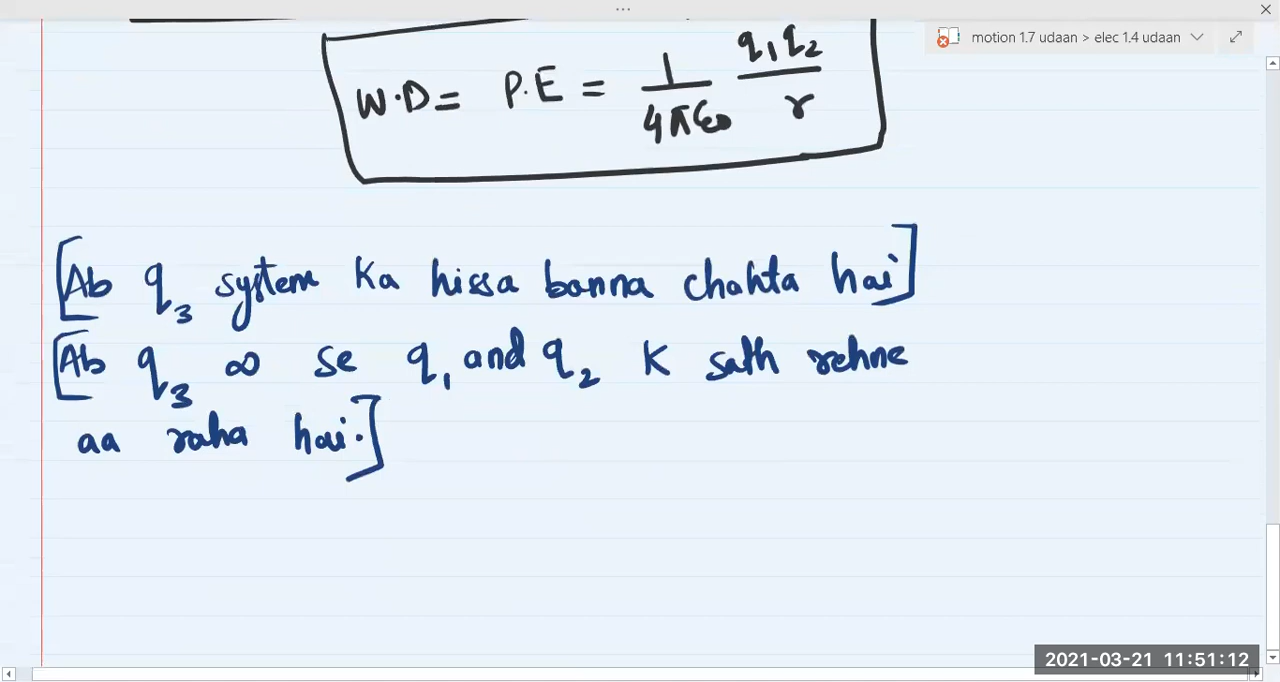 motion 1.7 udaan > elec 1.4 udaan
W.D = P.E = 1/4πε₀ q₁q₂/r
[Ab q₃ system ka hissa banna chahta hai]
[Ab q₃ ∞ se q₁ and q₂ k sath rehne
aa raha hai.]
2021-03-21 11:51:12